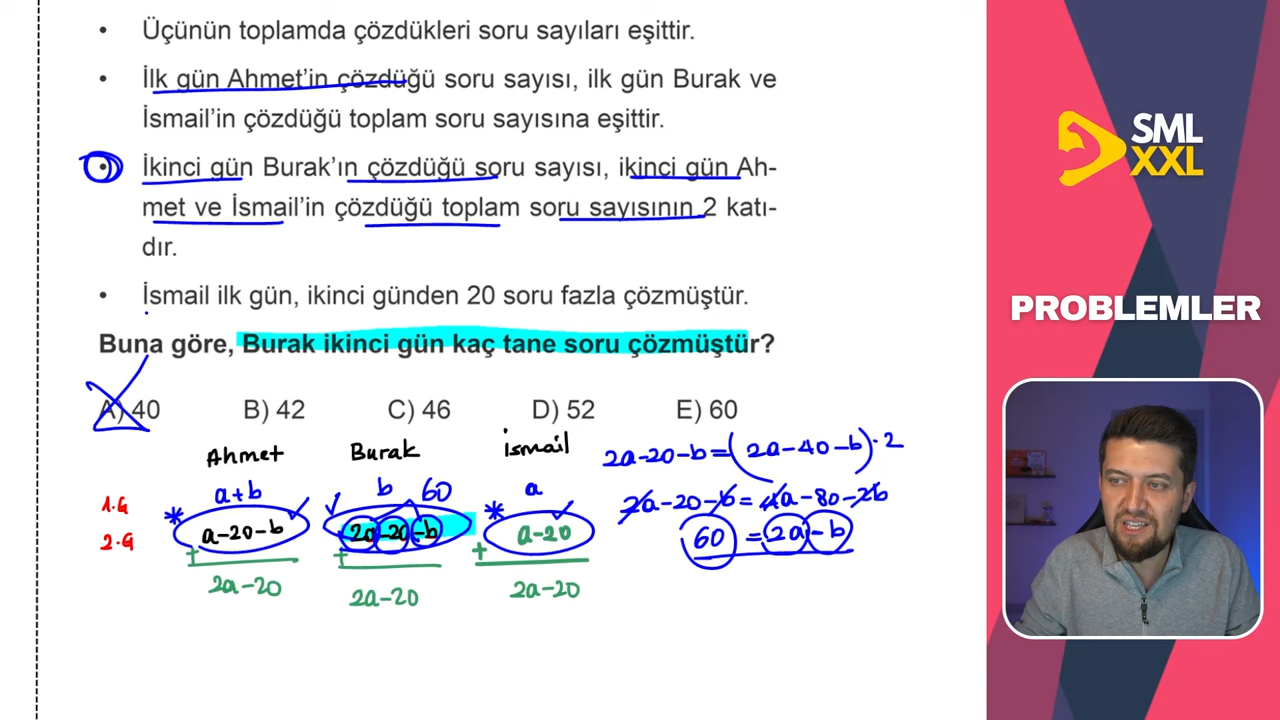 • Üçünün toplamda çözdükleri soru sayıları eşittir.
• İlk gün Ahmet'in çözdüğü soru sayısı, ilk gün Burak ve
İsmail'in çözdüğü toplam soru sayısına eşittir.
• İkinci gün Burak'ın çözdüğü soru sayısı, ikinci gün Ah-
met ve İsmail'in çözdüğü toplam soru sayısının 2 katı-
dır.
• İsmail ilk gün, ikinci günden 20 soru fazla çözmüştür.
Buna göre, Burak ikinci gün kaç tane soru çözmüştür?
A) 40 B) 42 C) 46 D) 52 E) 60
Ahmet Burak ismail
1.G a+b b 60 a
2.G * a-20-b 2a-20-b * a-20
+ + +
2a-20 2a-20 2a-20
2a-20-b=(2a-40-b)·2
2a-20-b=4a-80-2b
60 = 2a-b
SML
XXL
PROBLEMLER